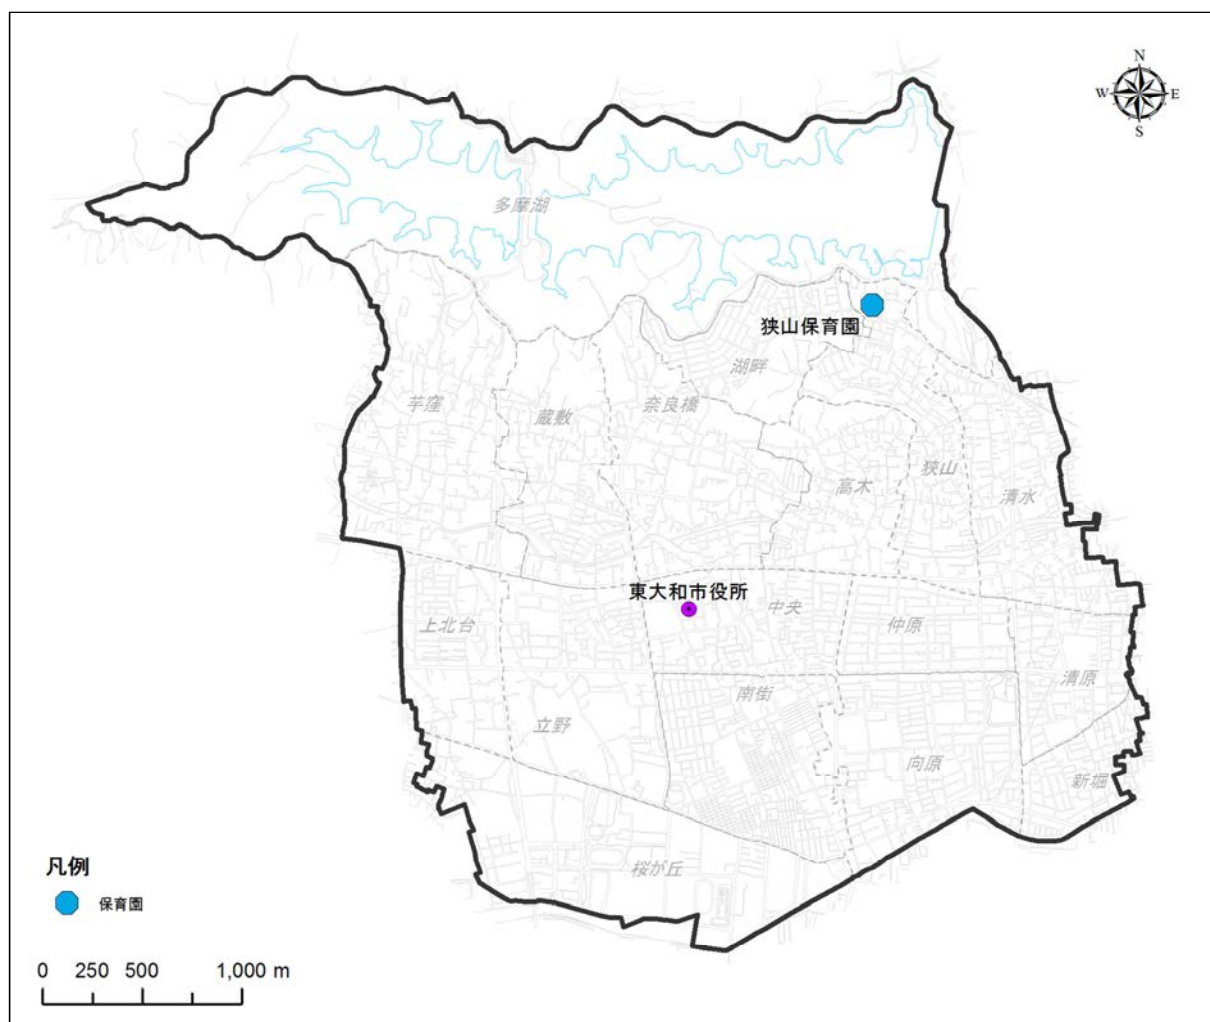 N
W E
S
多摩湖
狭山保育園
湖畔
芋窪
蔵敷
奈良橋
狭山
高木
清水
東大和市役所
中央
上北台
仲原
清原
南街
立野
向原
新堀
桜が丘
凡例
保育園
0 250 500 1,000 m